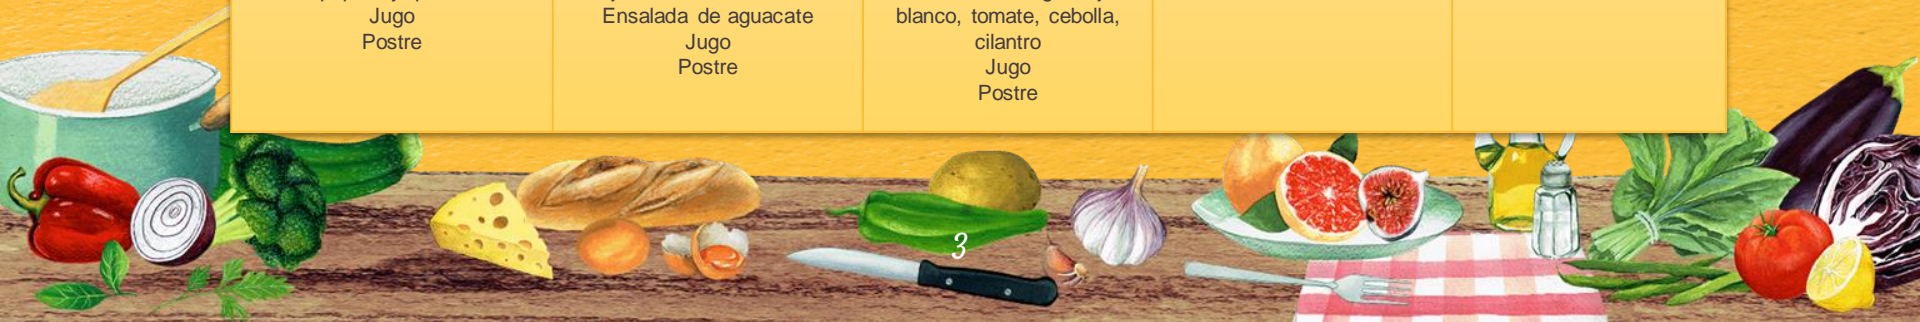 Jugo
Postre
Ensalada de aguacate
Jugo
Postre
blanco, tomate, cebolla,
cilantro
Jugo
Postre
3